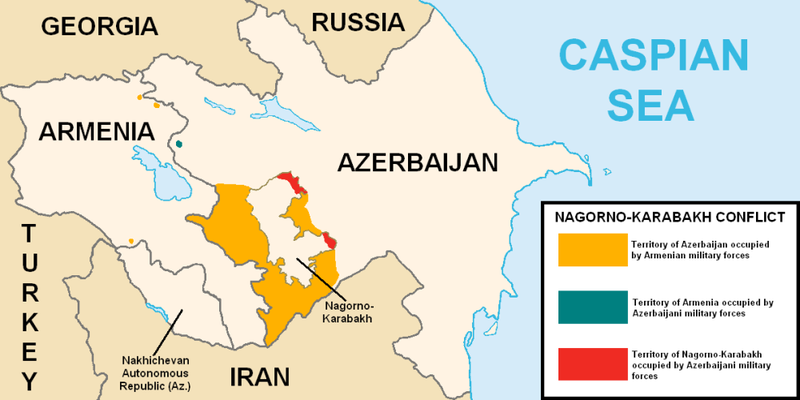 GEORGIA
RUSSIA
CASPIAN
SEA
ARMENIA
AZERBAIJAN
TURKEY
Nagorno-
Karabakh
Nakhichevan
Autonomous
Republic (Az.)
IRAN
NAGORNO-KARABAKH CONFLICT
Territory of Azerbaijan occupied
by Armenian military forces
Territory of Armenia occupied by
Azerbaijani military forces
Territory of Nagorno-Karabakh
occupied by Azerbaijani military
forces